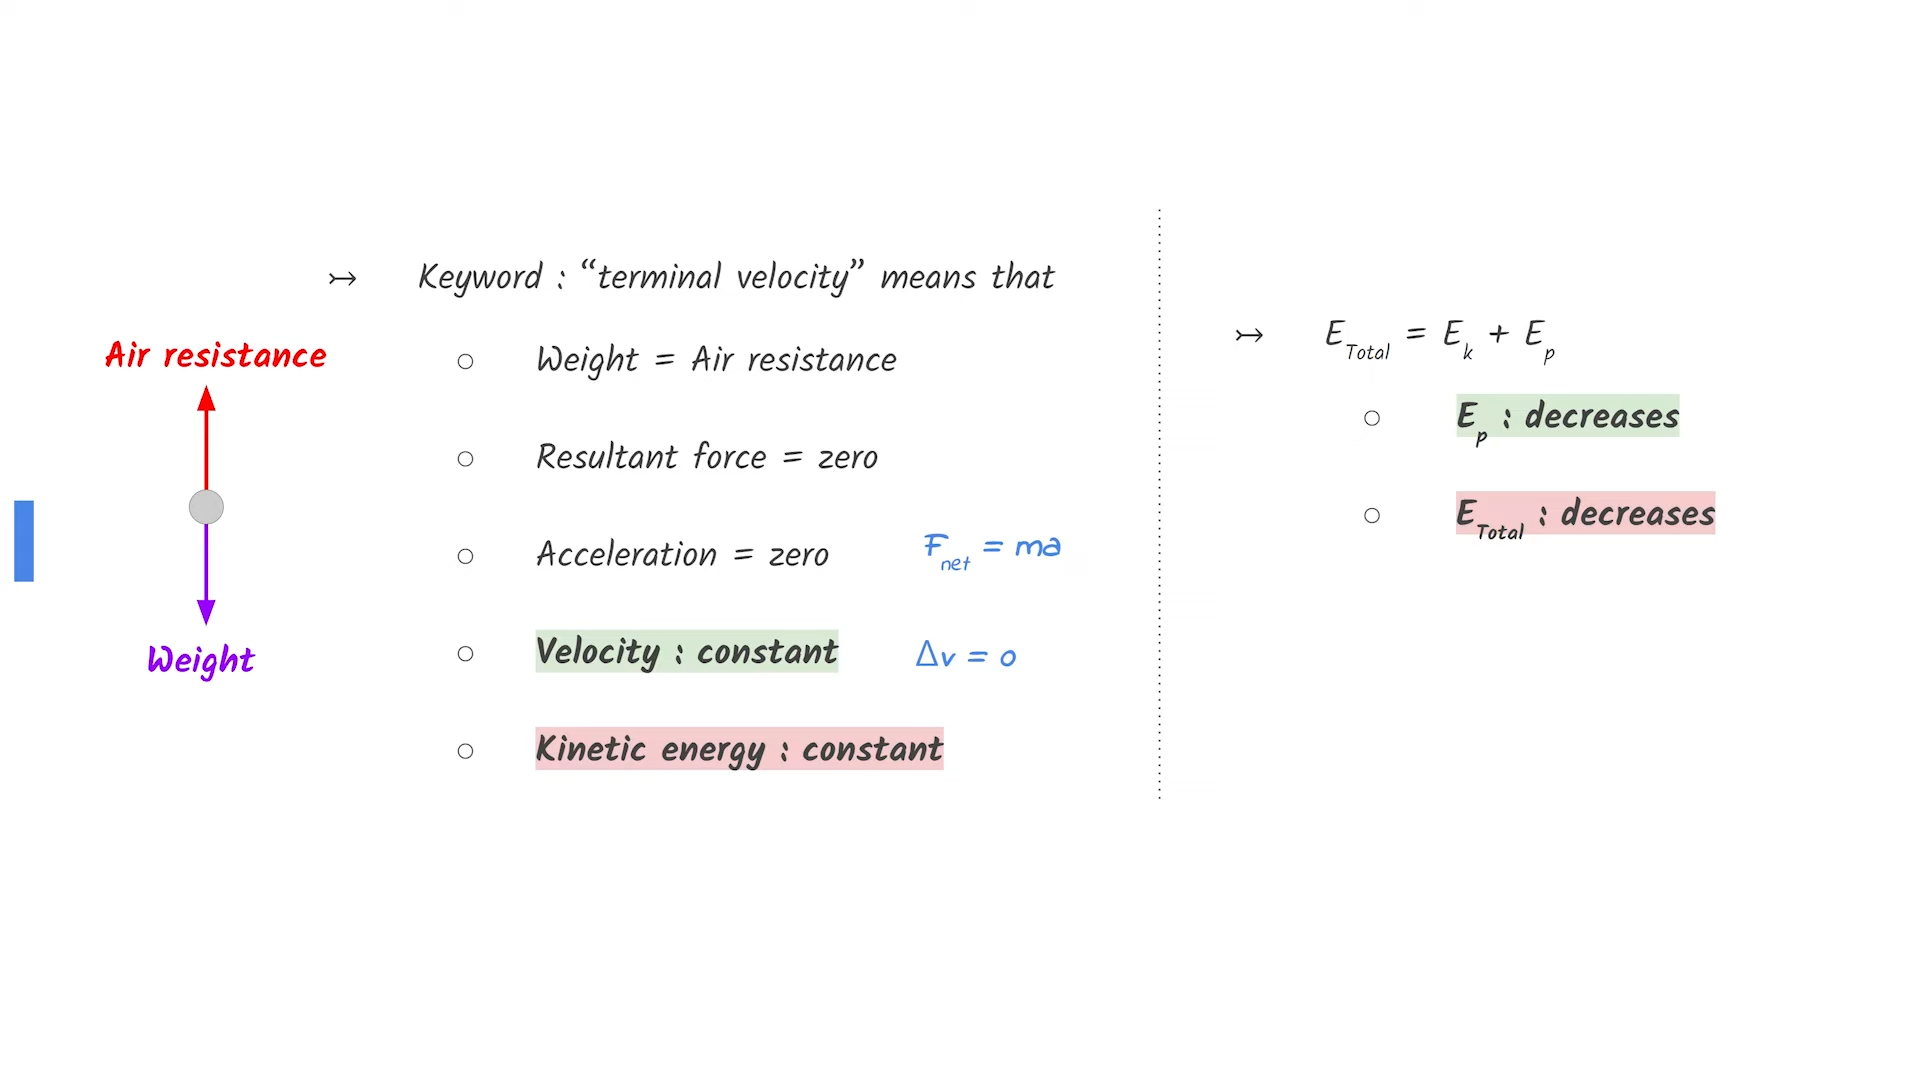 Air resistance
Weight
↣ Keyword : “terminal velocity” means that
○ Weight = Air resistance
○ Resultant force = zero
○ Acceleration = zero
F_net = ma
○ Velocity : constant
Δv = 0
○ Kinetic energy : constant
↣ E_Total = E_k + E_p
○ E_p : decreases
○ E_Total : decreases